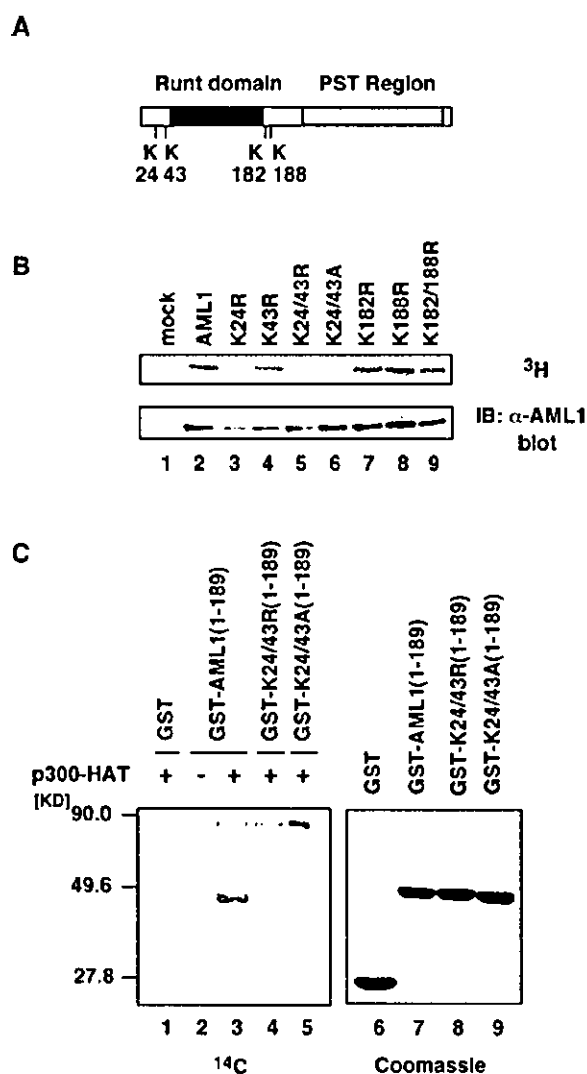 A
Runt domain PST Region
K K K K
24 43 182 188
B
mock AML1 K24R K43R K24/43R K24/43A K182R K188R K182/188R
³H
IB: α-AML1
blot
1 2 3 4 5 6 7 8 9
C
GST GST-AML1(1-189) GST-K24/43R(1-189) GST-K24/43A(1-189)
GST GST-AML1(1-189) GST-K24/43R(1-189) GST-K24/43A(1-189)
p300-HAT + - + + +
[KD]
90.0
49.6
27.8
1 2 3 4 5 6 7 8 9
¹⁴C Coomassie